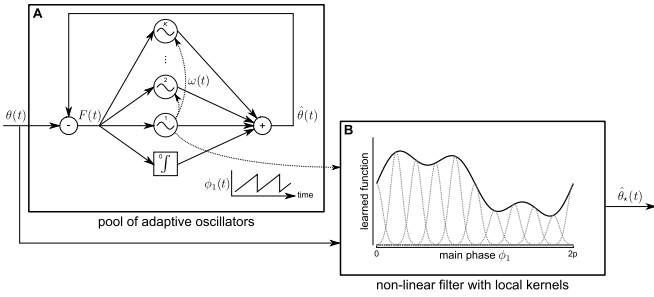 A
K
⋮
2
ω(t)
θ(t)
-
F(t)
1
+
θ̂(t)
0 ∫
ϕ₁(t)
time
pool of adaptive oscillators
B
learned function
0
main phase ϕ₁
2p
θ̂⋆(t)
non-linear filter with local kernels